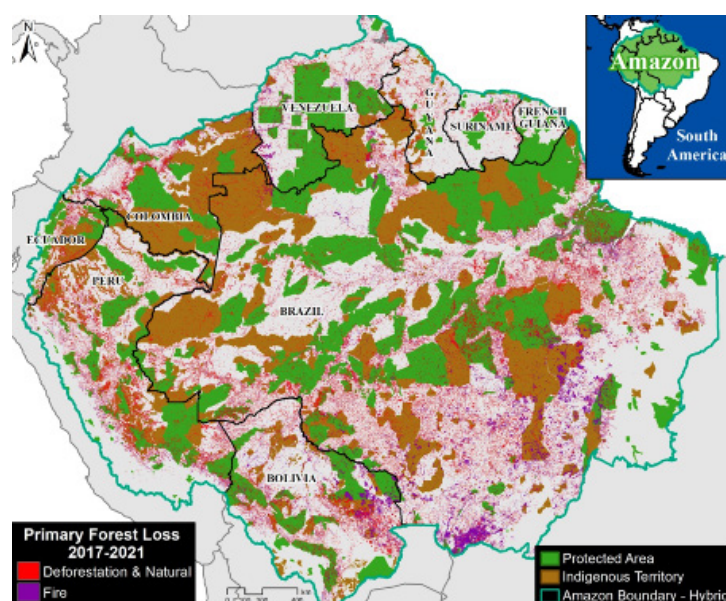 N
Amazon
South
America
VENEZUELA
GUYANA
SURINAME
FRENCH
GUIANA
COLOMBIA
ECUADOR
PERU
BRAZIL
BOLIVIA
Primary Forest Loss
2017-2021
Deforestation & Natural
Fire
Protected Area
Indigenous Territory
Amazon Boundary - Hybrid